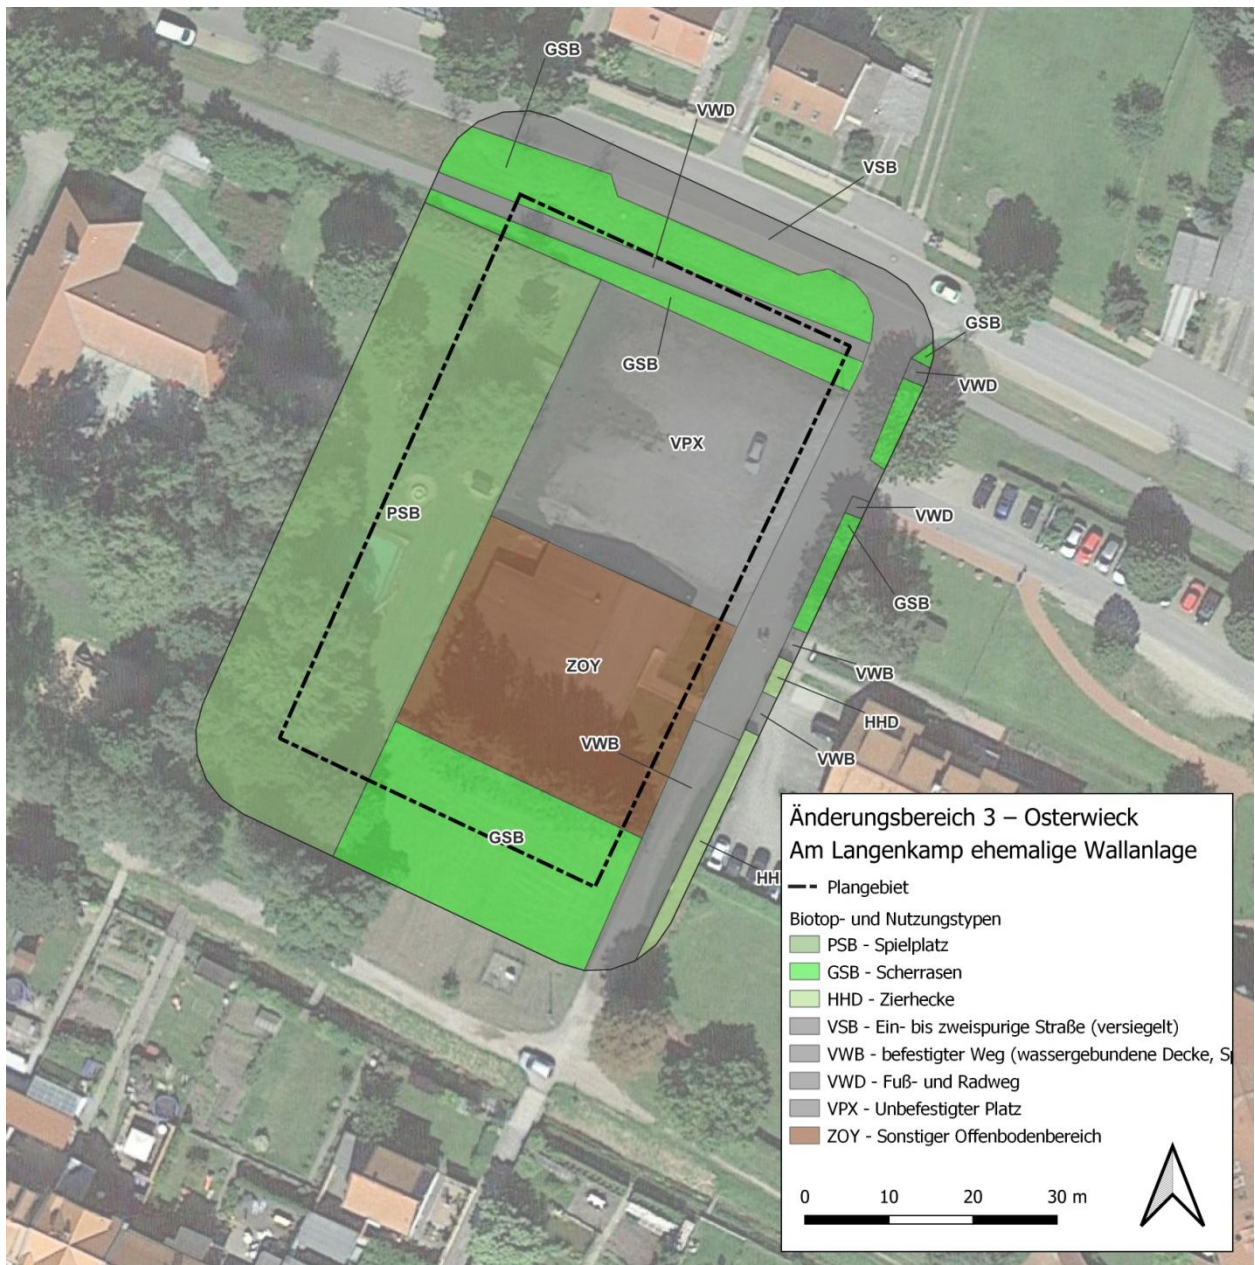 GSB
VWD
VSB
GSB
VWD
GSB
VPX
PSB
VWD
GSB
ZOY
VWB
HHD
VWB
VWB
GSB
HH
Änderungsbereich 3 – Osterwieck
Am Langenkamp ehemalige Wallanlage
Plangebiet
Biotop- und Nutzungstypen
PSB - Spielplatz
GSB - Scherrasen
HHD - Zierhecke
VSB - Ein- bis zweispurige Straße (versiegelt)
VWB - befestigter Weg (wassergebundene Decke, Sp
VWD - Fuß- und Radweg
VPX - Unbefestigter Platz
ZOY - Sonstiger Offenbodenbereich
0 10 20 30 m